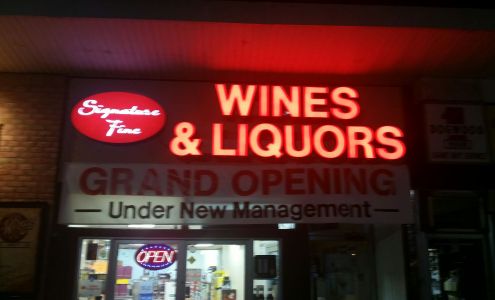 Signature
Fine
WINES
& LIQUORS
GRAND OPENING
Under New Management
OPEN